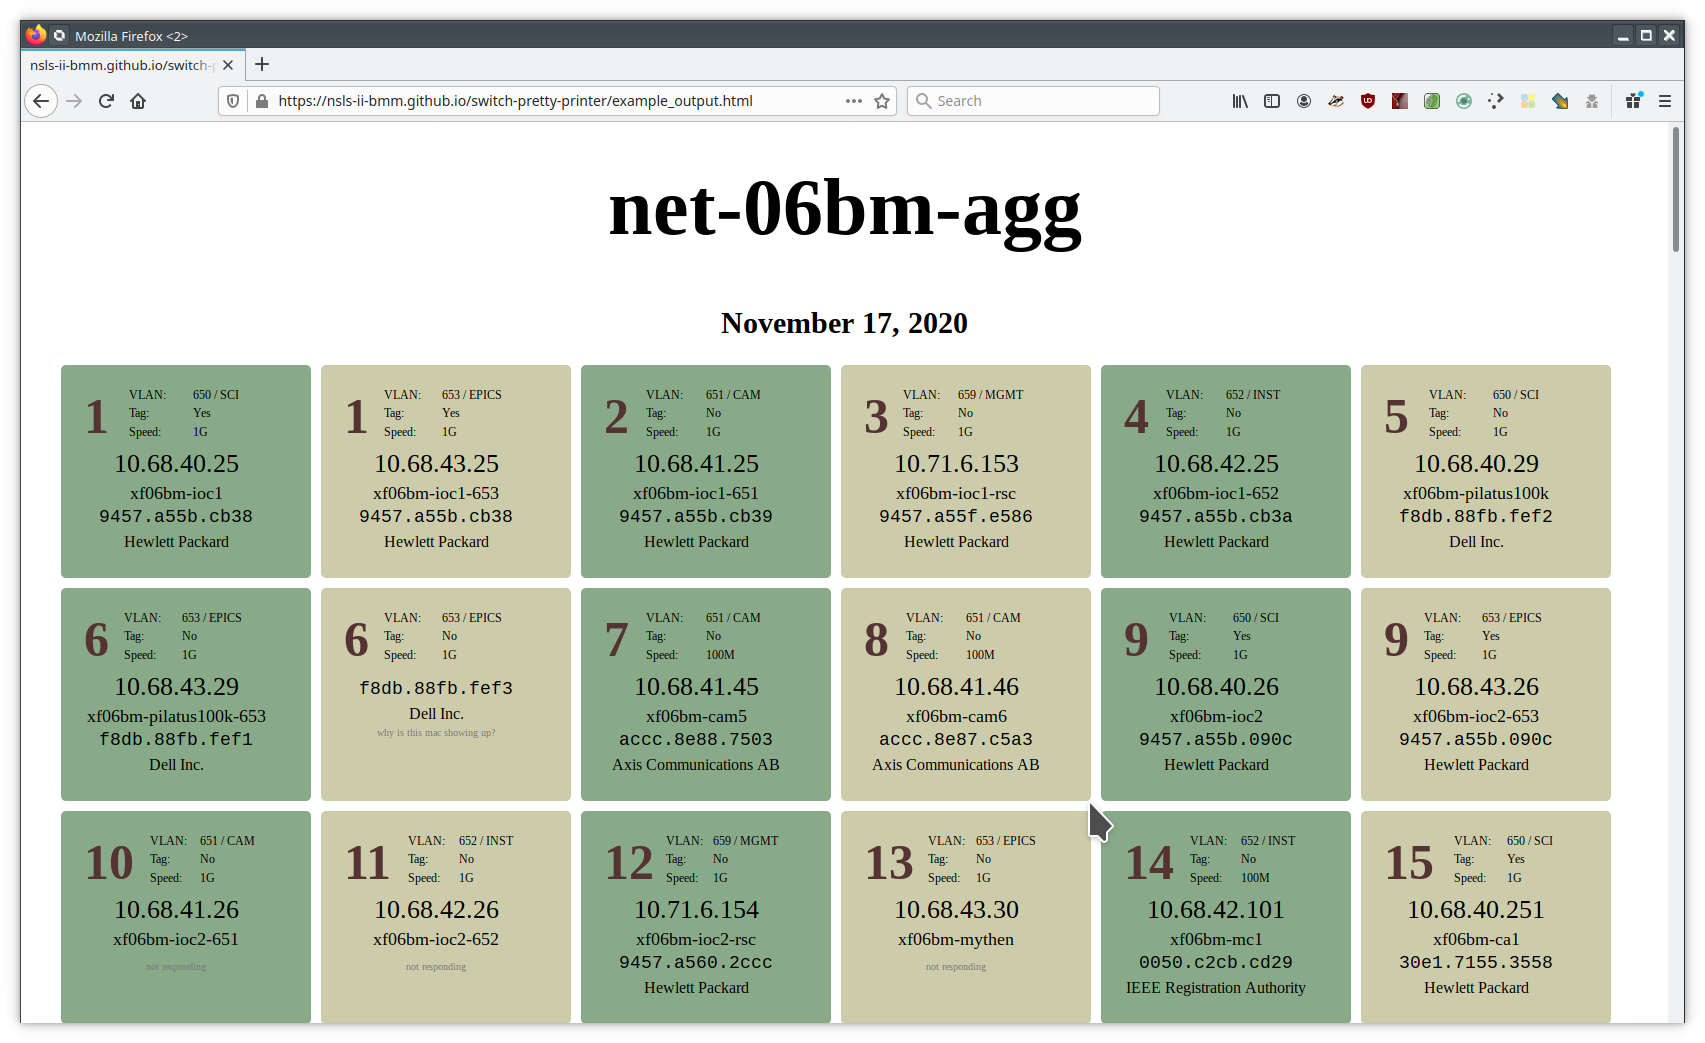 Mozilla Firefox <2>
nsls-ii-bmm.github.io/switch-p
https://nsls-ii-bmm.github.io/switch-pretty-printer/example_output.html
Search
net-06bm-agg
November 17, 2020
1
VLAN: 650 / SCI
Tag: Yes
Speed: 1G
10.68.40.25
xf06bm-ioc1
9457.a55b.cb38
Hewlett Packard
1
VLAN: 653 / EPICS
Tag: Yes
Speed: 1G
10.68.43.25
xf06bm-ioc1-653
9457.a55b.cb38
Hewlett Packard
2
VLAN: 651 / CAM
Tag: No
Speed: 1G
10.68.41.25
xf06bm-ioc1-651
9457.a55b.cb39
Hewlett Packard
3
VLAN: 659 / MGMT
Tag: No
Speed: 1G
10.71.6.153
xf06bm-ioc1-rsc
9457.a55f.e586
Hewlett Packard
4
VLAN: 652 / INST
Tag: No
Speed: 1G
10.68.42.25
xf06bm-ioc1-652
9457.a55b.cb3a
Hewlett Packard
5
VLAN: 650 / SCI
Tag: No
Speed: 1G
10.68.40.29
xf06bm-pilatus100k
f8db.88fb.fef2
Dell Inc.
6
VLAN: 653 / EPICS
Tag: No
Speed: 1G
10.68.43.29
xf06bm-pilatus100k-653
f8db.88fb.fef1
Dell Inc.
6
VLAN: 653 / EPICS
Tag: No
Speed: 1G
f8db.88fb.fef3
Dell Inc.
why is this mac showing up?
7
VLAN: 651 / CAM
Tag: No
Speed: 100M
10.68.41.45
xf06bm-cam5
accc.8e88.7503
Axis Communications AB
8
VLAN: 651 / CAM
Tag: No
Speed: 100M
10.68.41.46
xf06bm-cam6
accc.8e87.c5a3
Axis Communications AB
9
VLAN: 650 / SCI
Tag: Yes
Speed: 1G
10.68.40.26
xf06bm-ioc2
9457.a55b.090c
Hewlett Packard
9
VLAN: 653 / EPICS
Tag: Yes
Speed: 1G
10.68.43.26
xf06bm-ioc2-653
9457.a55b.090c
Hewlett Packard
10
VLAN: 651 / CAM
Tag: No
Speed: 1G
10.68.41.26
xf06bm-ioc2-651
not responding
11
VLAN: 652 / INST
Tag: No
Speed: 1G
10.68.42.26
xf06bm-ioc2-652
not responding
12
VLAN: 659 / MGMT
Tag: No
Speed: 1G
10.71.6.154
xf06bm-ioc2-rsc
9457.a560.2ccc
Hewlett Packard
13
VLAN: 653 / EPICS
Tag: No
Speed: 1G
10.68.43.30
xf06bm-mythen
not responding
14
VLAN: 652 / INST
Tag: No
Speed: 100M
10.68.42.101
xf06bm-mc1
0050.c2cb.cd29
IEEE Registration Authority
15
VLAN: 650 / SCI
Tag: Yes
Speed: 1G
10.68.40.251
xf06bm-ca1
30e1.7155.3558
Hewlett Packard